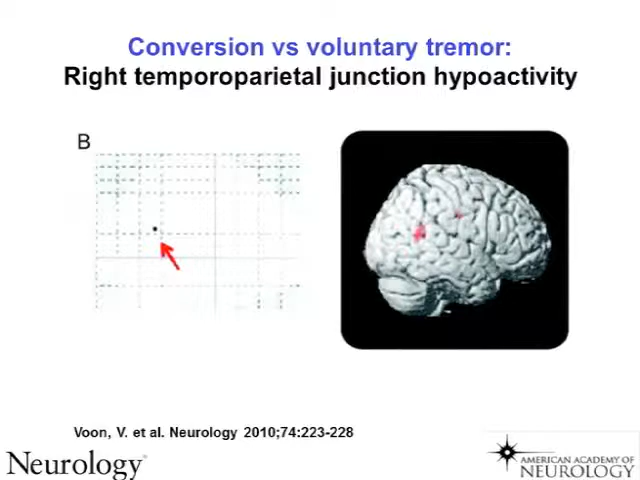 Conversion vs voluntary tremor:
Right temporoparietal junction hypoactivity
B
Voon, V. et al. Neurology 2010;74:223-228
Neurology®
AMERICAN ACADEMY OF
NEUROLOGY